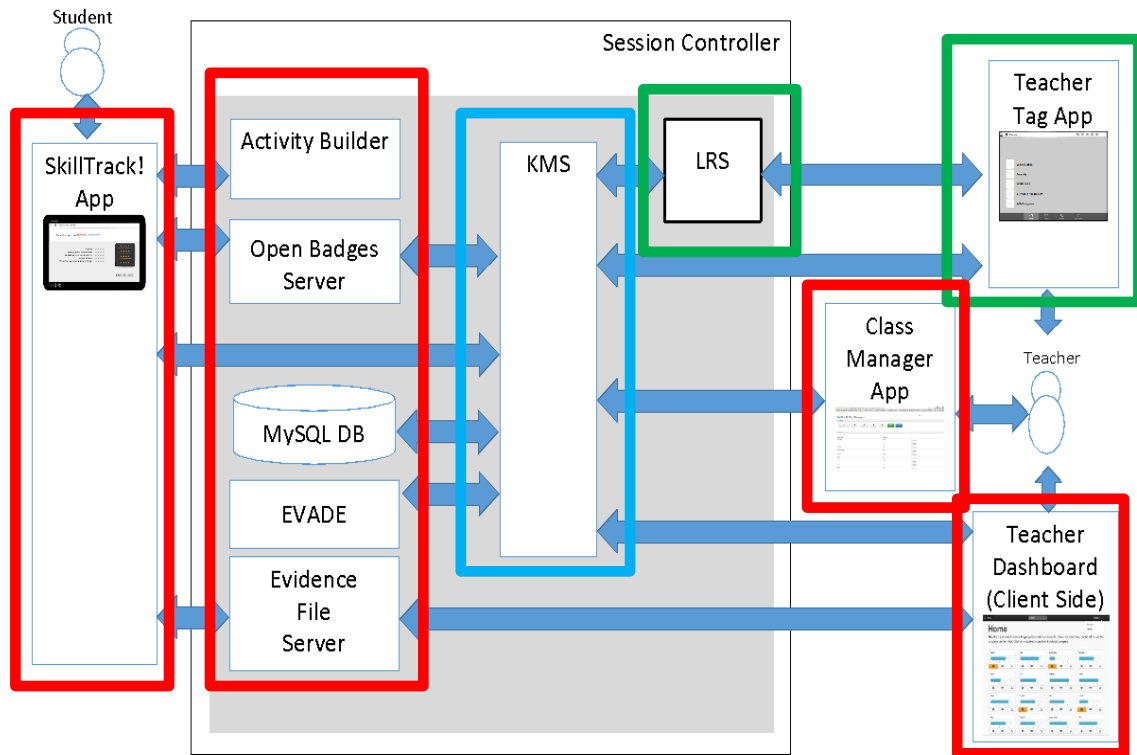 Student
Session Controller
SkillTrack!
App
Activity Builder
Open Badges
Server
MySQL DB
EVADE
Evidence
File
Server
KMS
LRS
Teacher
Tag App
Class
Manager
App
Teacher
Teacher
Dashboard
(Client Side)
Home